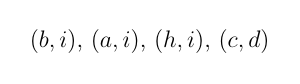 (b, i), (a, i), (h, i), (c, d)